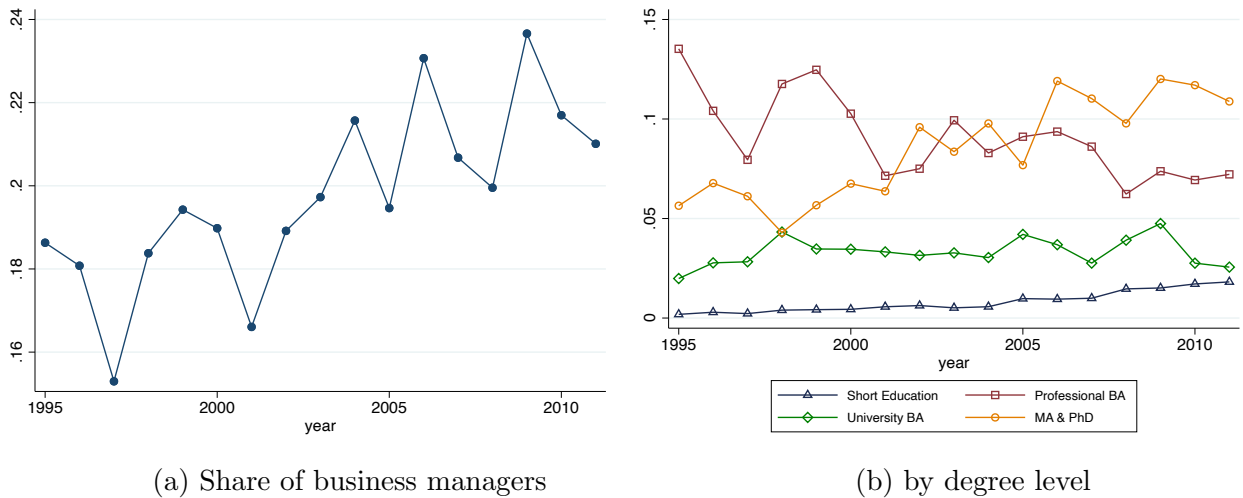 .24
.22
.2
.18
.16
1995 2000 2005 2010
year
(a) Share of business managers
.15
.1
.05
0
1995 2000 2005 2010
year
Short Education Professional BA
University BA MA & PhD
(b) by degree level